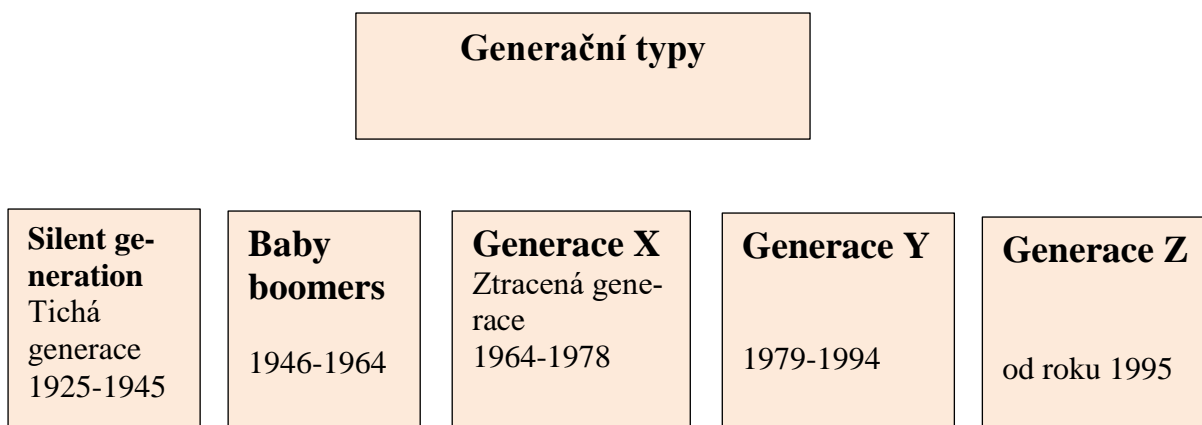 Generační typy
Silent ge-
neration
Tichá
generace
1925-1945
Baby
boomers
1946-1964
Generace X
Ztracená gene-
race
1964-1978
Generace Y
1979-1994
Generace Z
od roku 1995